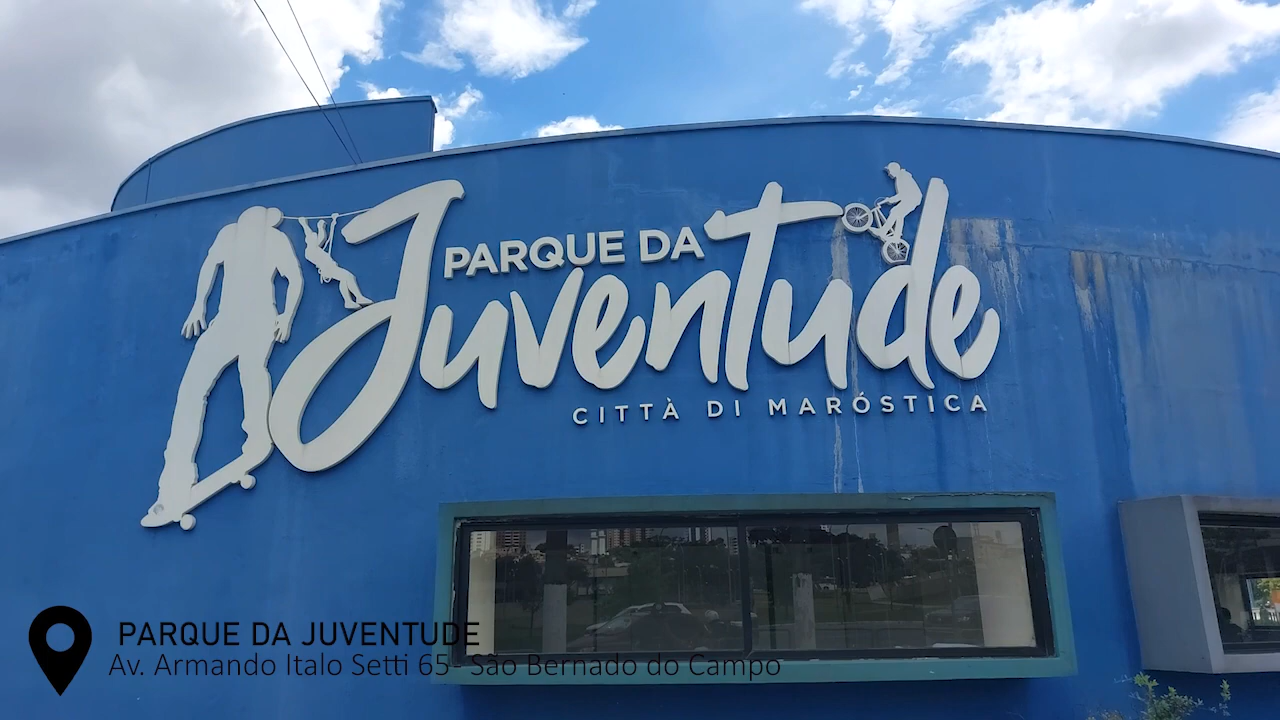 PARQUE DA
Juventude
CITTÀ DI MARÓSTICA
PARQUE DA JUVENTUDE
Av. Armando Italo Setti 65- São Bernado do Campo